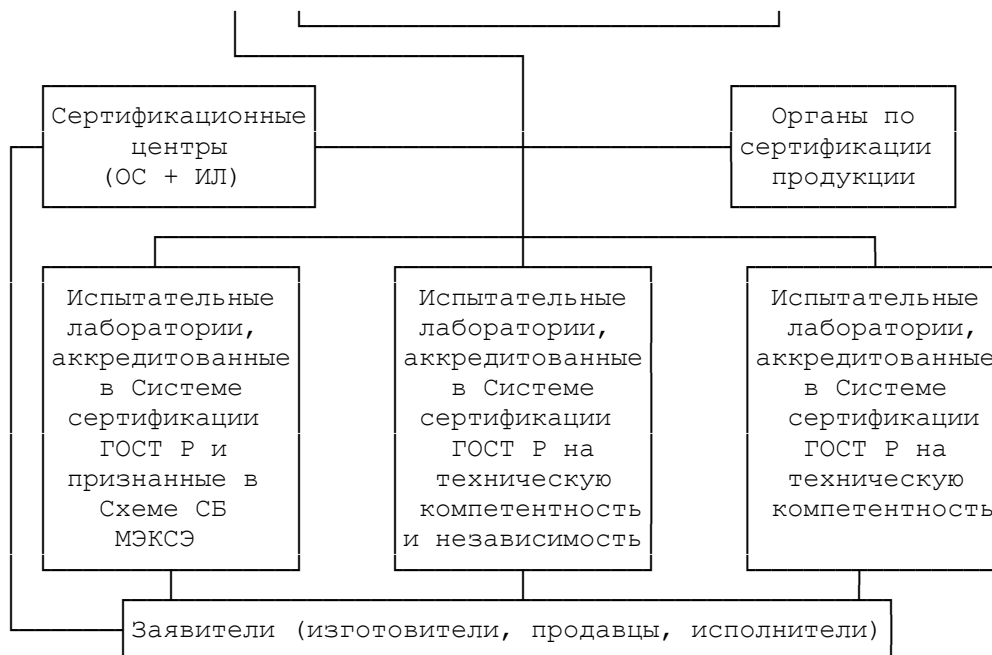 Сертификационные
центры
(ОС + ИЛ)
Органы по
сертификации
продукции
Испытательные
лаборатории,
аккредитованные
в Системе
сертификации
ГОСТ Р и
признанные в
Схеме СБ
МЭКСЭ
Испытательные
лаборатории,
аккредитованные
в Системе
сертификации
ГОСТ Р на
техническую
компетентность
и независимость
Испытательные
лаборатории,
аккредитованные
в Системе
сертификации
ГОСТ Р на
техническую
компетентность
Заявители (изготовители, продавцы, исполнители)